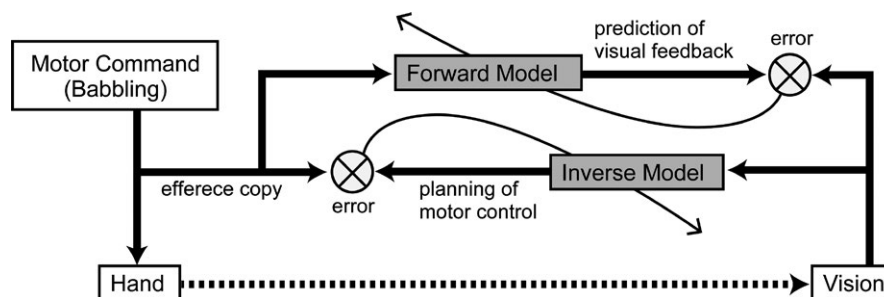 Motor Command
(Babbling)
Forward Model
prediction of
visual feedback
error
efferece copy
error
planning of
motor control
Inverse Model
Hand
Vision